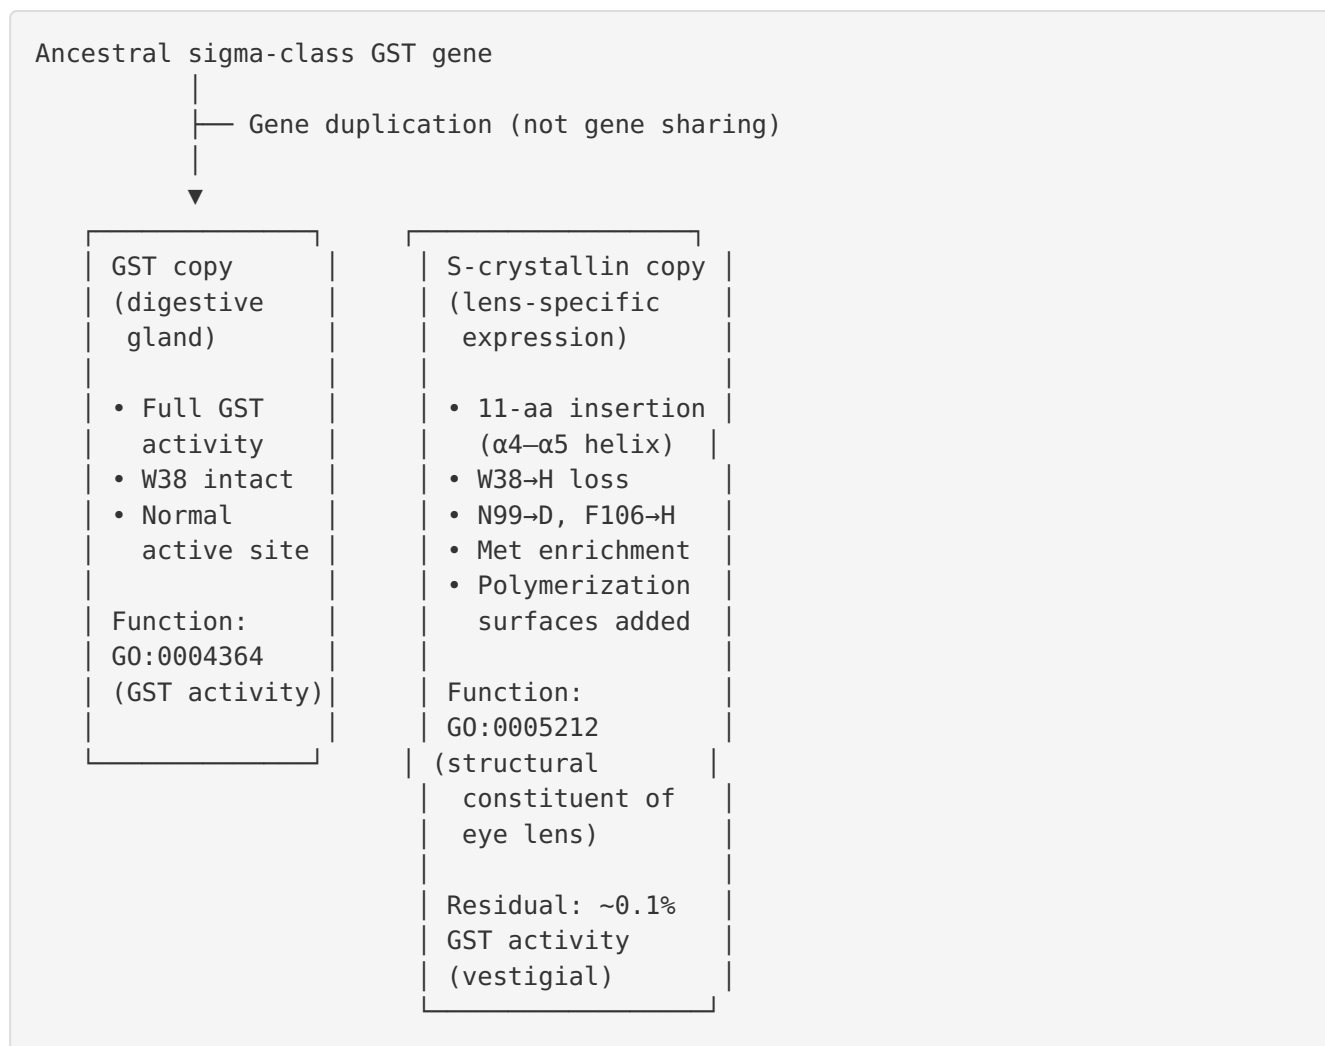 Ancestral sigma-class GST gene
Gene duplication (not gene sharing)
GST copy
(digestive
gland)
• Full GST
activity
• W38 intact
• Normal
active site
Function:
GO:0004364
(GST activity)
S-crystallin copy
(lens-specific
expression)
• 11-aa insertion
(α4–α5 helix)
• W38→H loss
• N99→D, F106→H
• Met enrichment
• Polymerization
surfaces added
Function:
GO:0005212
(structural
constituent of
eye lens)
Residual: ~0.1%
GST activity
(vestigial)